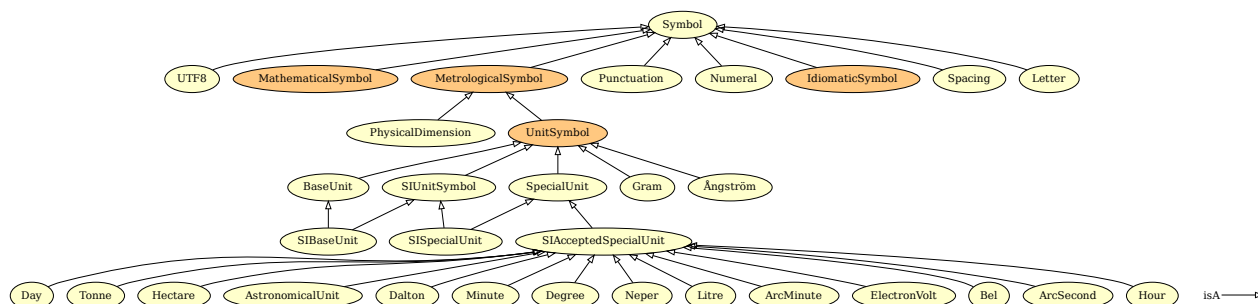 Symbol
UTF8 MathematicalSymbol MetrologicalSymbol Punctuation Numeral IdiomaticSymbol Spacing Letter
PhysicalDimension UnitSymbol
BaseUnit SIUnitSymbol SpecialUnit Gram Ångström
SIBaseUnit SISpecialUnit SIAcceptedSpecialUnit
Day Tonne Hectare AstronomicalUnit Dalton Minute Degree Neper Litre ArcMinute ElectronVolt Bel ArcSecond Hour isA